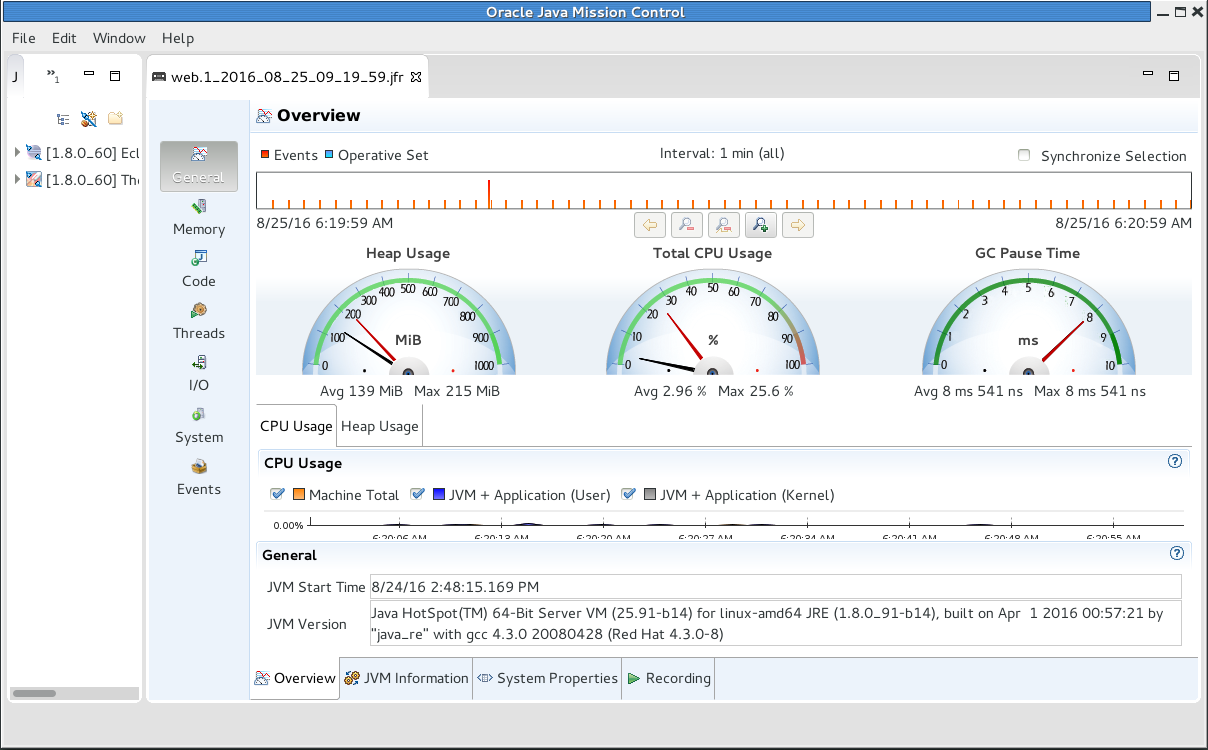 Oracle Java Mission Control
File Edit Window Help
J »1 web.1_2016_08_25_09_19_59.jfr
[1.8.0_60] Ecl
[1.8.0_60] The
General
Memory
Code
Threads
I/O
System
Events
Overview
Events Operative Set Interval: 1 min (all) Synchronize Selection
8/25/16 6:19:59 AM 8/25/16 6:20:59 AM
Heap Usage Total CPU Usage GC Pause Time
0 100 200 300 400 500 600 700 800 900 1000
MiB
0 10 20 30 40 50 60 70 80 90 100
%
0 1 2 3 4 5 6 7 8 9 10
ms
Avg 139 MiB Max 215 MiB Avg 2.96 % Max 25.6 % Avg 8 ms 541 ns Max 8 ms 541 ns
CPU Usage Heap Usage
CPU Usage
Machine Total JVM + Application (User) JVM + Application (Kernel)
0.00%
6:20:06 AM 6:20:13 AM 6:20:20 AM 6:20:27 AM 6:20:34 AM 6:20:41 AM 6:20:48 AM 6:20:55 AM
General
JVM Start Time 8/24/16 2:48:15.169 PM
JVM Version Java HotSpot(TM) 64-Bit Server VM (25.91-b14) for linux-amd64 JRE (1.8.0_91-b14), built on Apr 1 2016 00:57:21 by
"java_re" with gcc 4.3.0 20080428 (Red Hat 4.3.0-8)
Overview JVM Information System Properties Recording